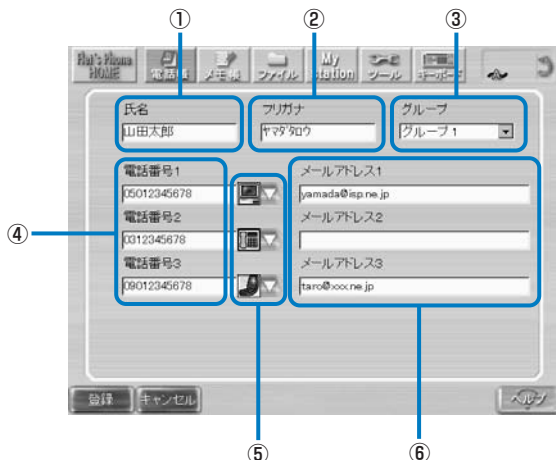 ① ② ③
Flet's Phone HOME 電話帳 メモ帳 ファイル My Station ツール キーボード
氏名 フリガナ グループ
山田太郎 ヤマダタロウ グループ1
電話番号1 メールアドレス1
05012345678 yamada@isp.ne.jp
電話番号2 メールアドレス2
④ 0312345678
電話番号3 メールアドレス3
09012345678 taro@xxx.ne.jp
登録 キャンセル ヘルプ
⑤ ⑥